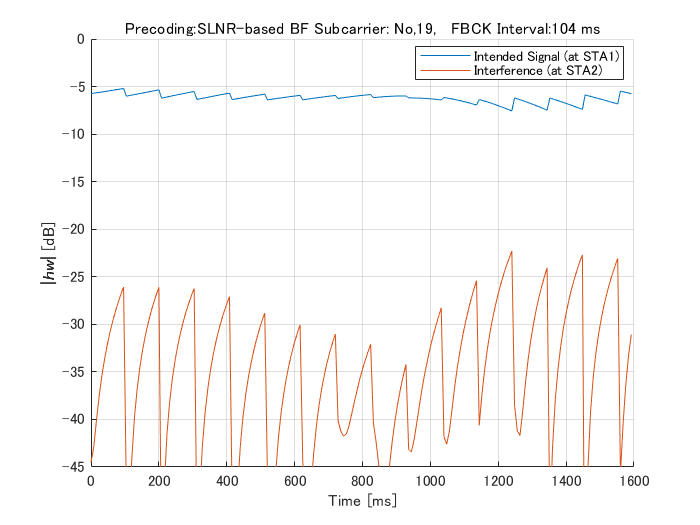 Precoding:SLNR-based BF Subcarrier: No,19, FBCK Interval:104 ms
Intended Signal (at STA1)
Interference (at STA2)
0
-5
-10
-15
-20
-25
-30
-35
-40
-45
|hw| [dB]
0 200 400 600 800 1000 1200 1400 1600
Time [ms]